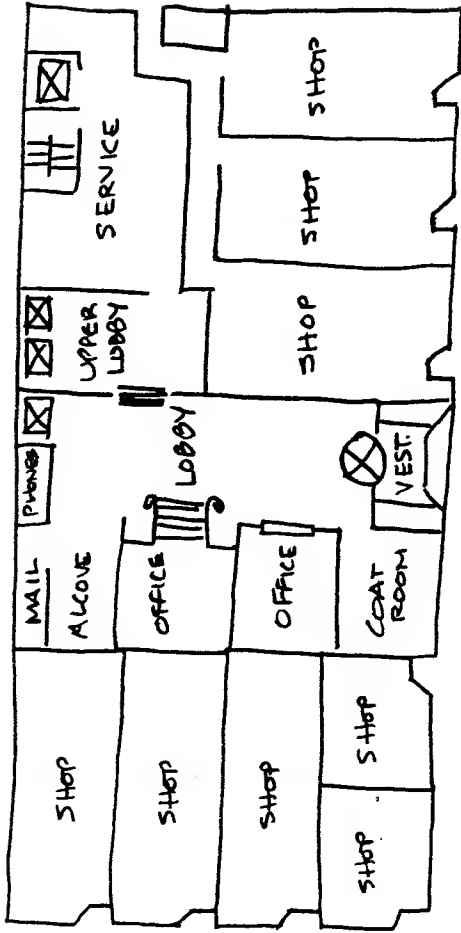 SHOP
MAIL
ALCOVE
PHONES
UPPER
LOBBY
SERVICE
SHOP
OFFICE
LOBBY
SHOP
OFFICE
SHOP
SHOP
SHOP
SHOP
SHOP
COAT
ROOM
VEST.